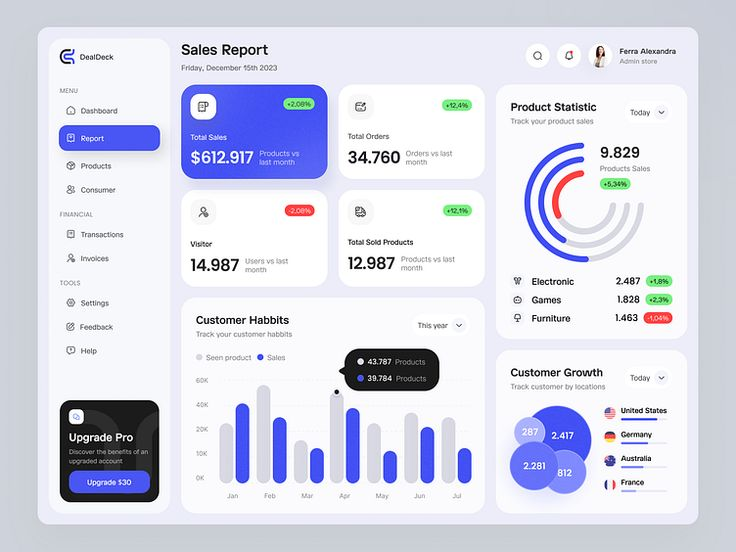 DealDeck
MENU
Dashboard
Report
Products
Consumer
FINANCIAL
Transactions
Invoices
TOOLS
Settings
Feedback
Help
Upgrade Pro
Discover the benefits of an
upgraded account
Upgrade $30
Sales Report
Friday, December 15th 2023
Ferra Alexandra
Admin store
+2,08%
Total Sales
$612.917 Products vs
last month
+12,4%
Total Orders
34.760 Orders vs last
month
-2,08%
Visitor
14.987 Users vs last
month
+12,1%
Total Sold Products
12.987 Products vs last
month
Customer Habbits
Track your customer habbits
This year
Seen product Sales
43.787 Products
39.784 Products
60K
40K
20K
10K
0K
Jan Feb Mar Apr May Jun Jul
Product Statistic
Track your product sales
Today
9.829
Products Sales
+5,34%
Electronic 2.487 +1,8%
Games 1.828 +2,3%
Furniture 1.463 -1,04%
Customer Growth
Track customer by locations
Today
287
2.417
2.281
812
United States
Germany
Australia
France